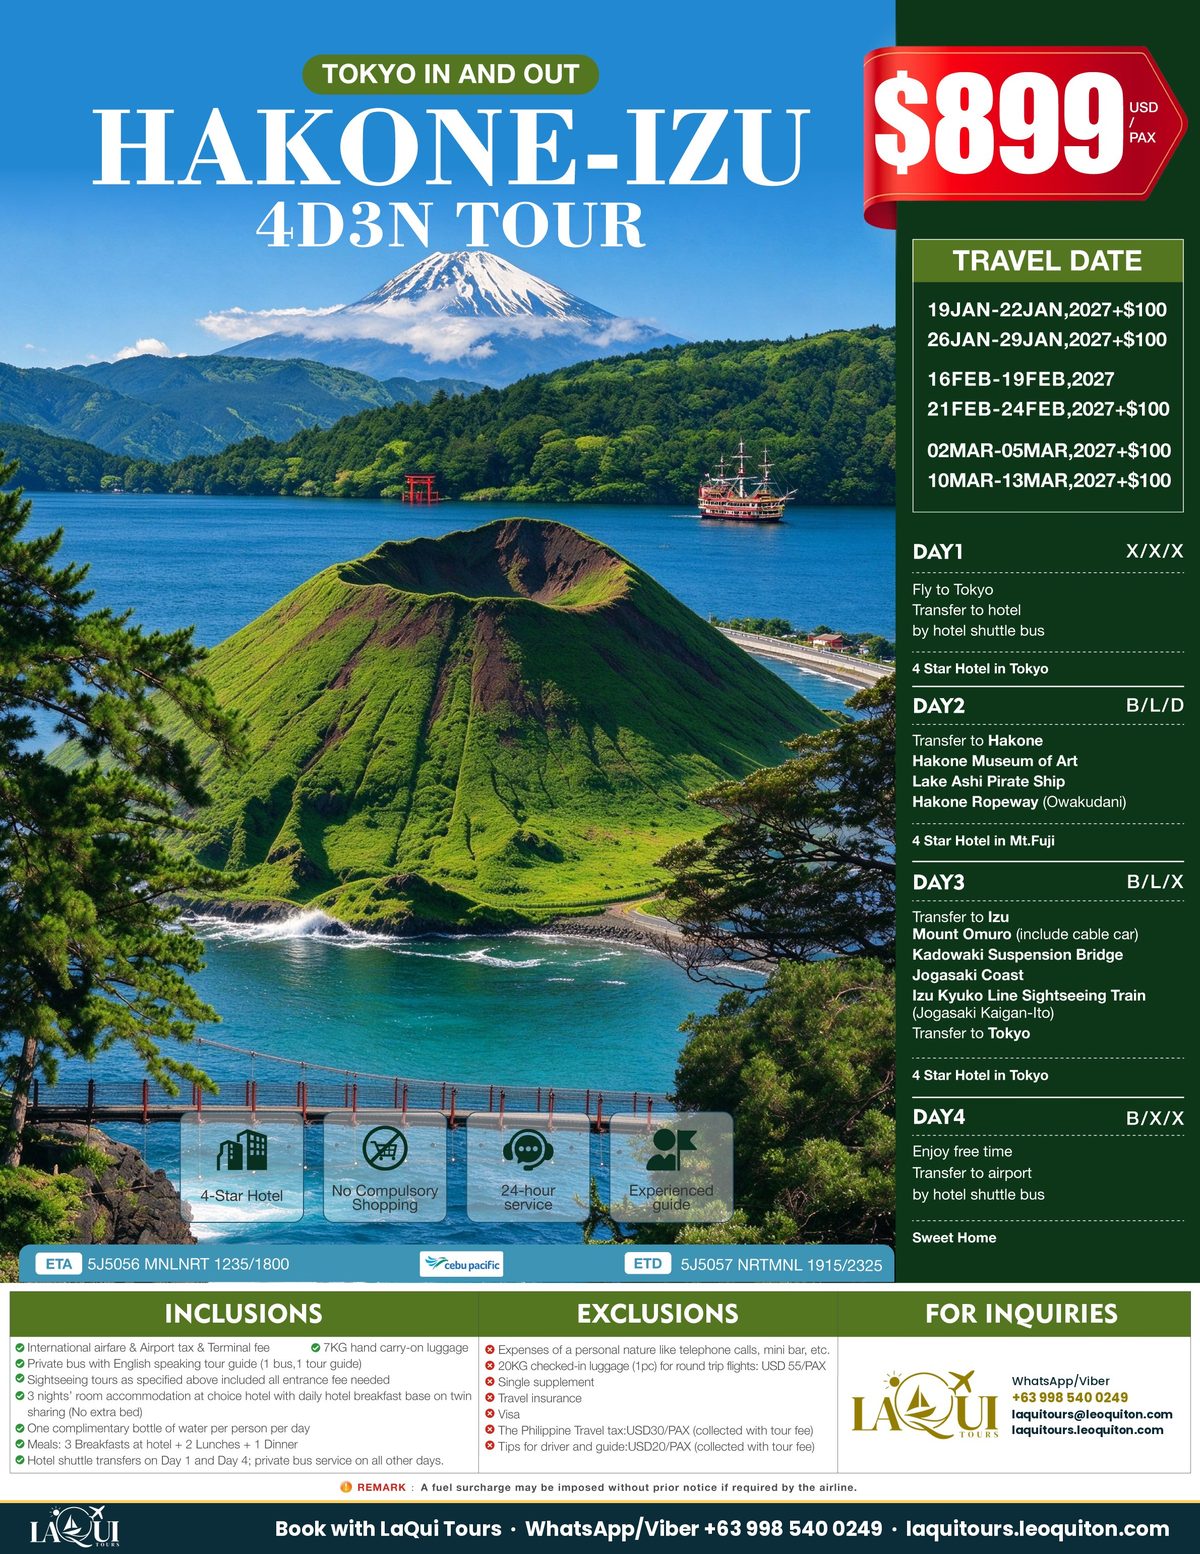 TOKYO IN AND OUT
HAKONE-IZU
4D3N TOUR
$899
USD
/
PAX
TRAVEL DATE
19JAN-22JAN,2027+$100
26JAN-29JAN,2027+$100
16FEB-19FEB,2027
21FEB-24FEB,2027+$100
02MAR-05MAR,2027+$100
10MAR-13MAR,2027+$100
DAY1 X/X/X
Fly to Tokyo
Transfer to hotel
by hotel shuttle bus
4 Star Hotel in Tokyo
DAY2 B/L/D
Transfer to Hakone
Hakone Museum of Art
Lake Ashi Pirate Ship
Hakone Ropeway (Owakudani)
4 Star Hotel in Mt.Fuji
DAY3 B/L/X
Transfer to Izu
Mount Omuro (include cable car)
Kadowaki Suspension Bridge
Jogasaki Coast
Izu Kyuko Line Sightseeing Train
(Jogasaki Kaigan-Ito)
Transfer to Tokyo
4 Star Hotel in Tokyo
DAY4 B/X/X
Enjoy free time
Transfer to airport
by hotel shuttle bus
Sweet Home
4-Star Hotel
No Compulsory
Shopping
24-hour
service
Experienced
guide
ETA 5J5056 MNLNRT 1235/1800
cebu pacific
ETD 5J5057 NRTMNL 1915/2325
INCLUSIONS
International airfare & Airport tax & Terminal fee 7KG hand carry-on luggage
Private bus with English speaking tour guide (1 bus,1 tour guide)
Sightseeing tours as specified above included all entrance fee needed
3 nights' room accommodation at choice hotel with daily hotel breakfast base on twin
sharing (No extra bed)
One complimentary bottle of water per person per day
Meals: 3 Breakfasts at hotel + 2 Lunches + 1 Dinner
Hotel shuttle transfers on Day 1 and Day 4; private bus service on all other days.
EXCLUSIONS
Expenses of a personal nature like telephone calls, mini bar, etc.
20KG checked-in luggage (1pc) for round trip flights: USD 55/PAX
Single supplement
Travel insurance
Visa
The Philippine Travel tax:USD30/PAX (collected with tour fee)
Tips for driver and guide:USD20/PAX (collected with tour fee)
FOR INQUIRIES
LAQUI
TOURS
WhatsApp/Viber
+63 998 540 0249
laquitours@leoquiton.com
laquitours.leoquiton.com
REMARK : A fuel surcharge may be imposed without prior notice if required by the airline.
LAQUI
TOURS
Book with LaQui Tours · WhatsApp/Viber +63 998 540 0249 · laquitours.leoquiton.com